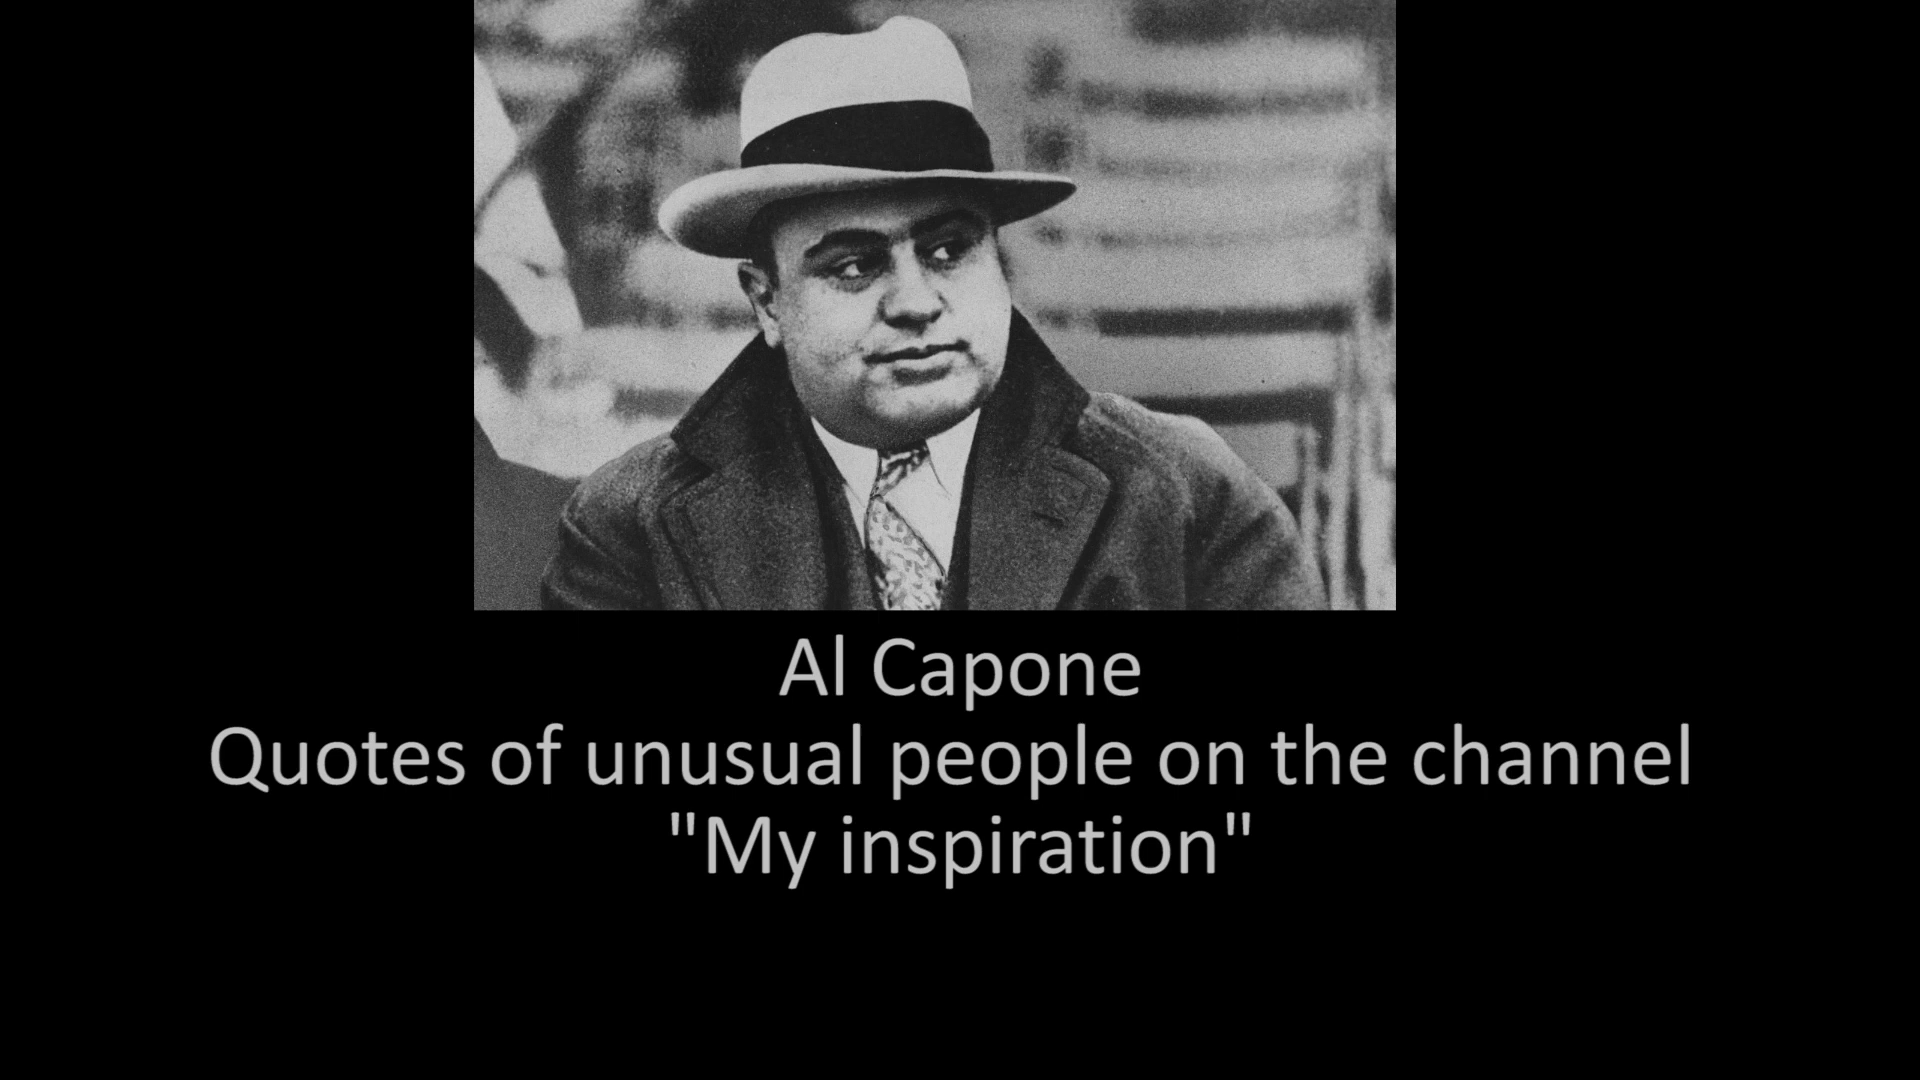 Al Capone
Quotes of unusual people on the channel
"My inspiration"